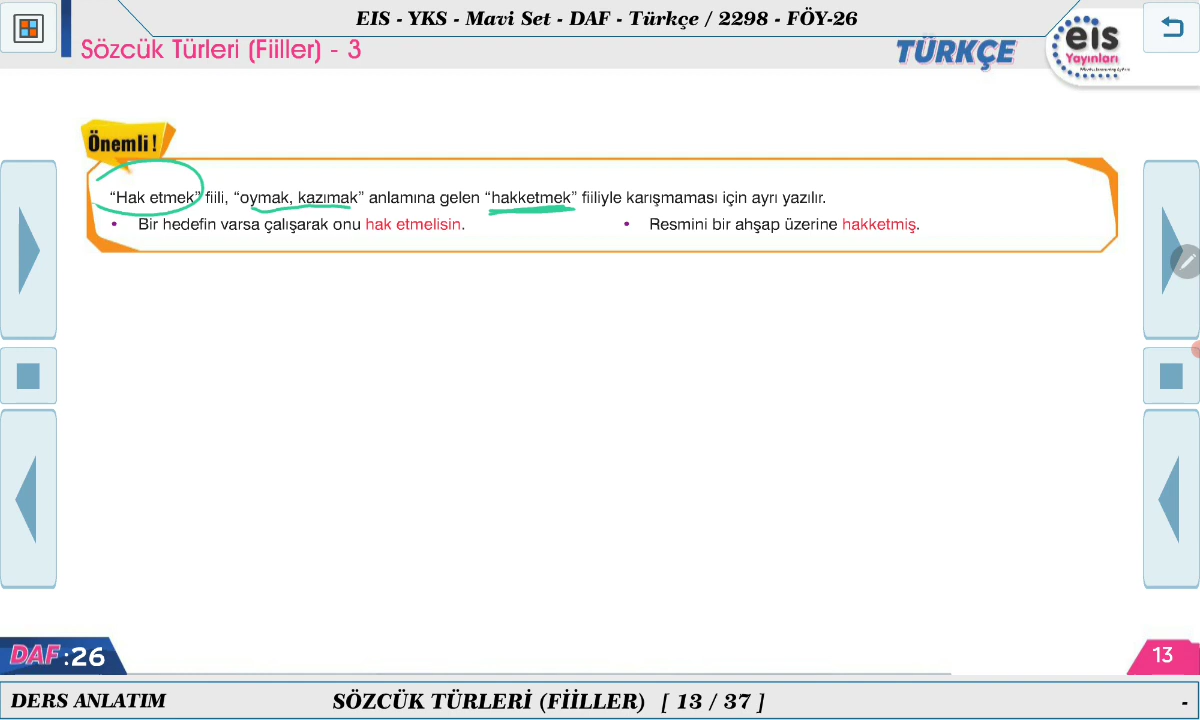 EIS - YKS - Mavi Set - DAF - Türkçe / 2298 - FÖY-26
Sözcük Türleri (Fiiller) - 3
TÜRKÇE
eis
Yayınları
Önemli!
“Hak etmek” fiili, “oymak, kazımak” anlamına gelen “hakketmek” fiiliyle karışmaması için ayrı yazılır.
• Bir hedefin varsa çalışarak onu hak etmelisin.
• Resmini bir ahşap üzerine hakketmiş.
DAF:26
13
DERS ANLATIM
SÖZCÜK TÜRLERİ (FİİLLER) [ 13 / 37 ]
-